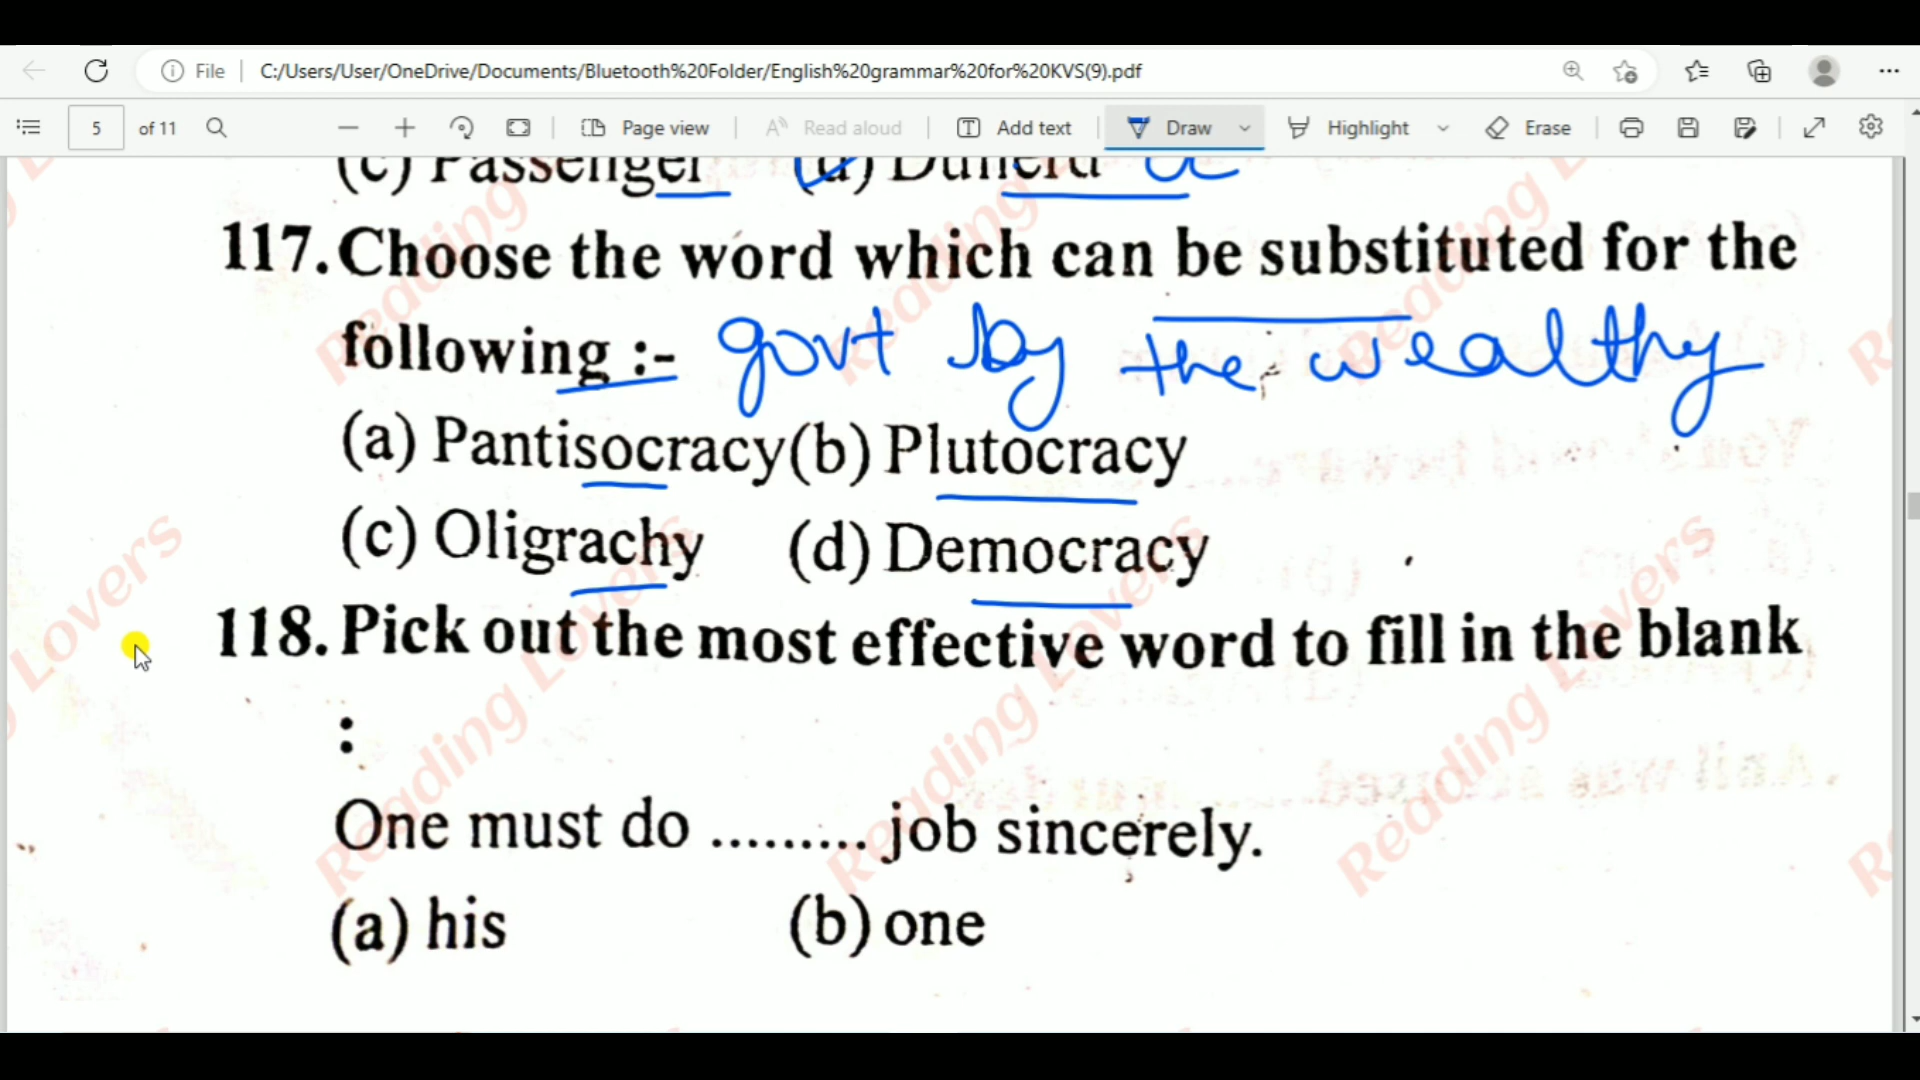 File C:/Users/User/OneDrive/Documents/Bluetooth%20Folder/English%20grammar%20for%20KVS(9).pdf
5 of 11 Page view Read aloud Add text Draw Highlight Erase
(c) Passenger (d)
117. Choose the word which can be substituted for the
following :- govt by the wealthy
(a) Pantisocracy (b) Plutocracy
(c) Oligrachy (d) Democracy
118. Pick out the most effective word to fill in the blank
:
One must do ......... job sincerely.
(a) his (b) one
Reading Lovers